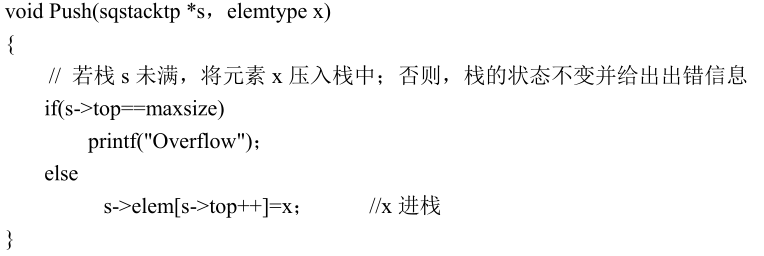 void Push(sqstacktp *s，elemtype x)
{
// 若栈 s 未满，将元素 x 压入栈中；否则，栈的状态不变并给出出错信息
if(s->top==maxsize)
printf("Overflow")；
else
s->elem[s->top++]=x； //x 进栈
}